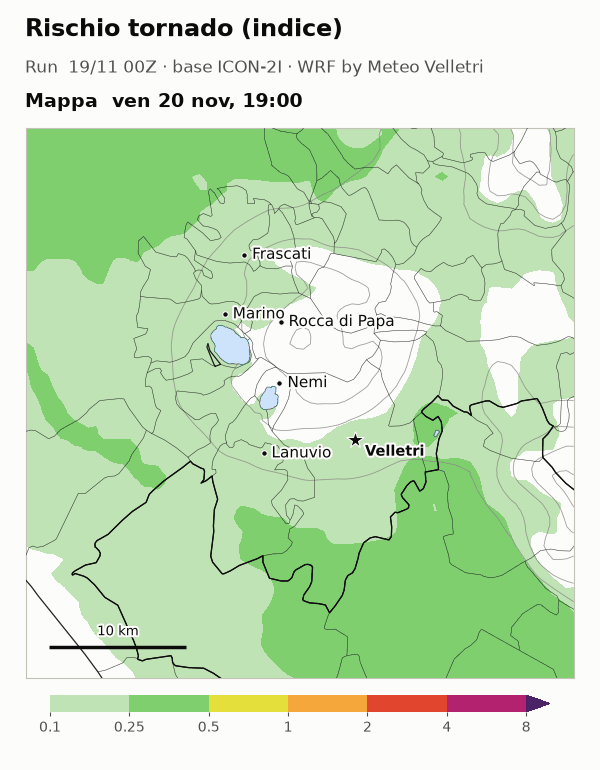 Rischio tornado (indice)
Run  19/11 00Z · base ICON-2I · WRF by Meteo Velletri
Mappa  ven 20 nov, 19:00
Frascati
Marino
Rocca di Papa
Nemi
Velletri
Lanuvio
10 km
0.1 0.25 0.5 1 2 4 8